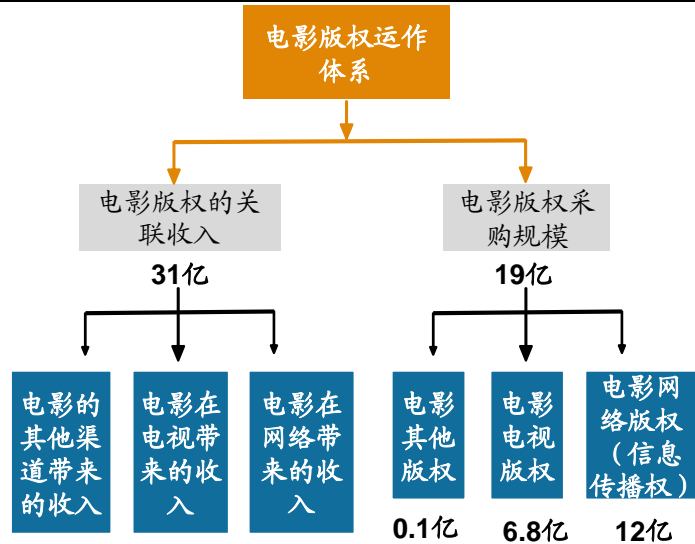 电影版权运作
体系
电影版权的关
联收入
31亿
电影版权采
购规模
19亿
电影的
其他渠
道带来
的收入
电影在
电视带
来的收
入
电影在
网络带
来的收
入
电影
其他
版权
0.1亿
电影
电视
版权
6.8亿
电影网
络版权
（信息
传播权）
12亿